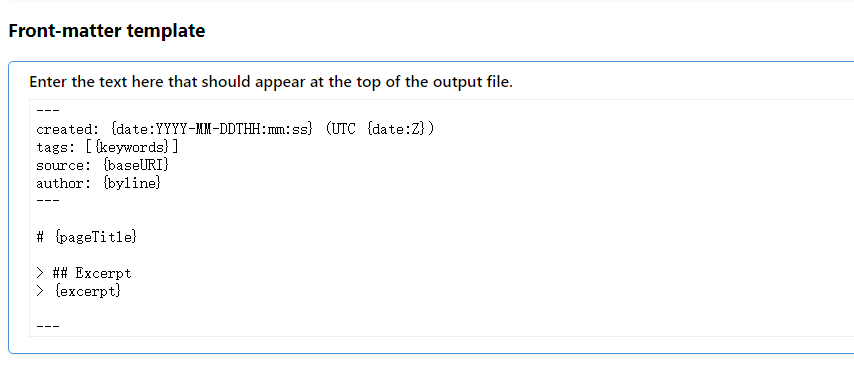 Front-matter template
Enter the text here that should appear at the top of the output file.
---
created: {date:YYYY-MM-DDTHH:mm:ss} (UTC {date:Z})
tags: [{keywords}]
source: {baseURI}
author: {byline}
---
# {pageTitle}
> ## Excerpt
> {excerpt}
---